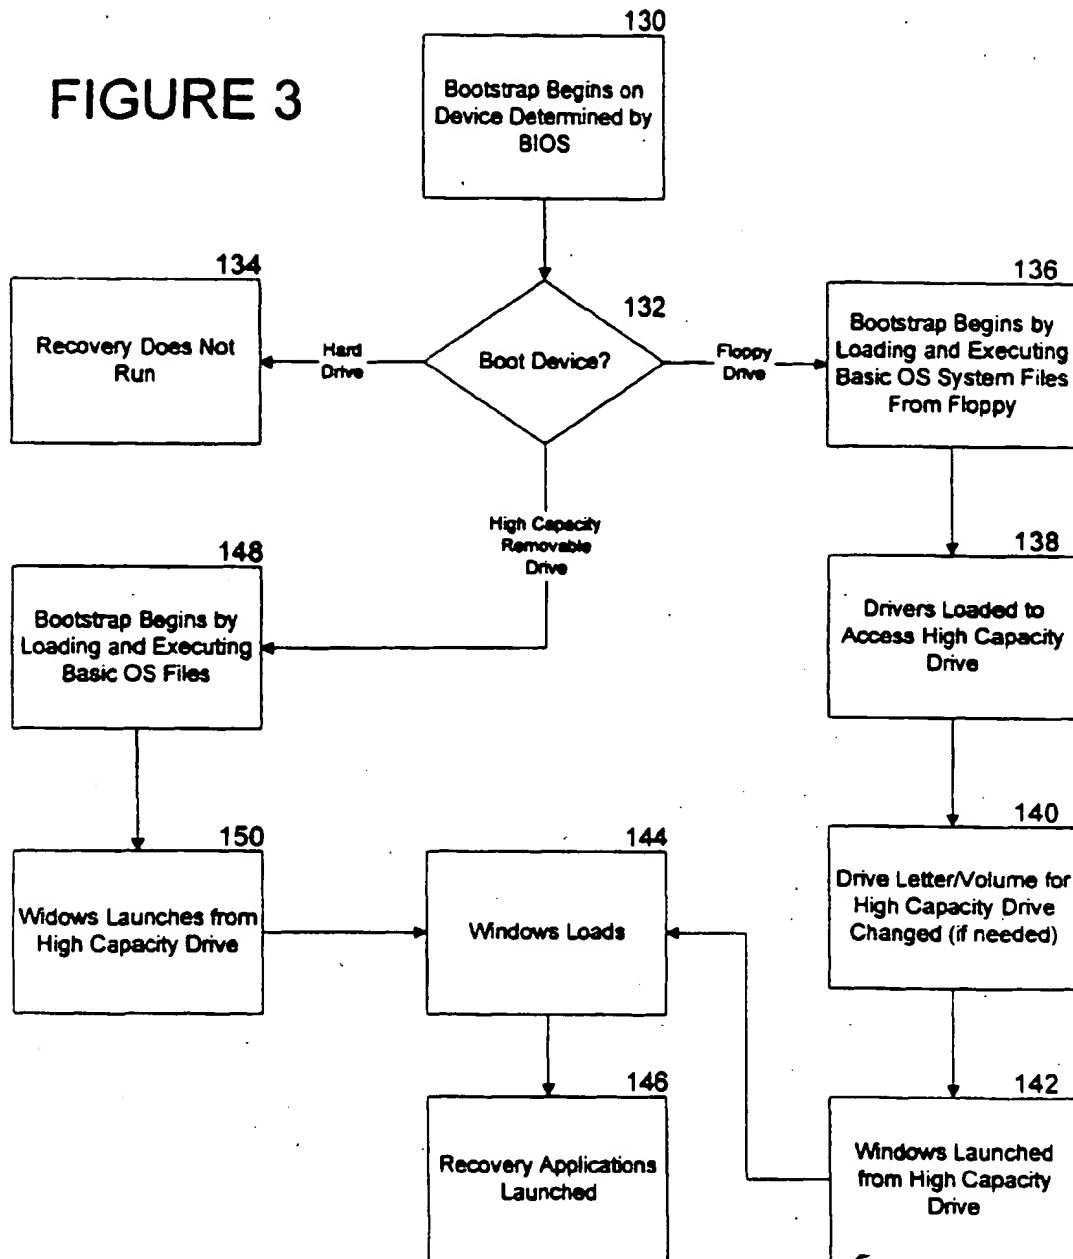 FIGURE 3
130
Bootstrap Begins on
Device Determined by
BIOS
132
Boot Device?
Hard
Drive
Floppy
Drive
High Capacity
Removable
Drive
134
Recovery Does Not
Run
136
Bootstrap Begins by
Loading and Executing
Basic OS System Files
From Floppy
138
Drivers Loaded to
Access High Capacity
Drive
140
Drive Letter/Volume for
High Capacity Drive
Changed (if needed)
142
Windows Launched
from High Capacity
Drive
148
Bootstrap Begins by
Loading and Executing
Basic OS Files
150
Widows Launches from
High Capacity Drive
144
Windows Loads
146
Recovery Applications
Launched